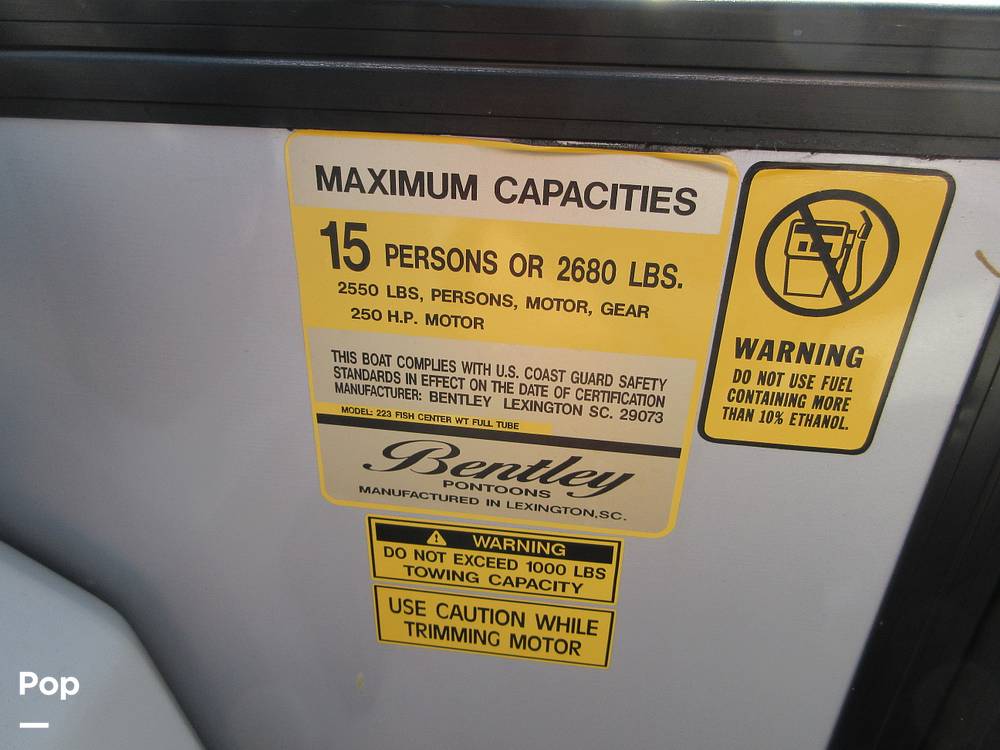 MAXIMUM CAPACITIES
15 PERSONS OR 2680 LBS.
2550 LBS, PERSONS, MOTOR, GEAR
250 H.P. MOTOR
THIS BOAT COMPLIES WITH U.S. COAST GUARD SAFETY
STANDARDS IN EFFECT ON THE DATE OF CERTIFICATION
MANUFACTURER: BENTLEY LEXINGTON SC. 29073
MODEL: 223 FISH CENTER WT FULL TUBE
Bentley
PONTOONS
MANUFACTURED IN LEXINGTON,SC.
WARNING
DO NOT USE FUEL
CONTAINING MORE
THAN 10% ETHANOL.
WARNING
DO NOT EXCEED 1000 LBS
TOWING CAPACITY
USE CAUTION WHILE
TRIMMING MOTOR
Pop